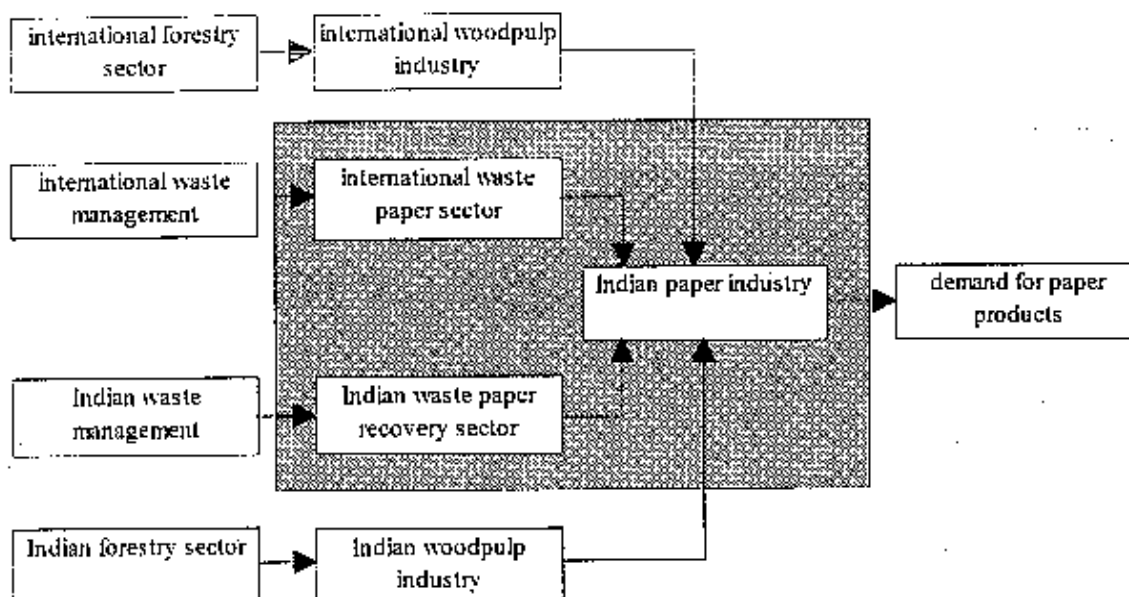 international forestry
sector
international woodpulp
industry
international waste
management
international waste
paper sector
Indian paper industry
demand for paper
products
Indian waste
management
Indian waste paper
recovery sector
Indian forestry sector
Indian woodpulp
industry